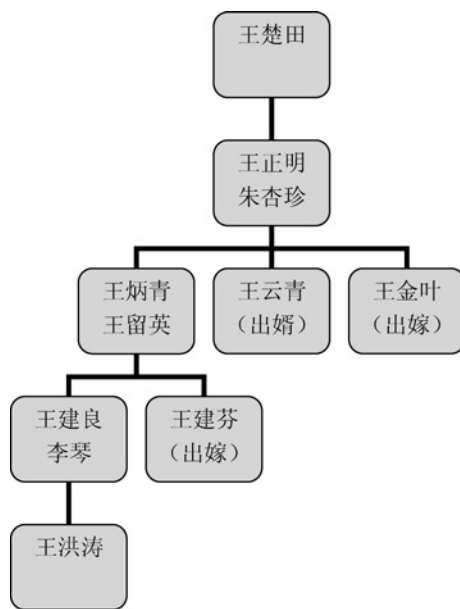 王楚田
王正明
朱杏珍
王炳青
王留英
王云青
（出婿）
王金叶
（出嫁）
王建良
李琴
王建芬
（出嫁）
王洪涛